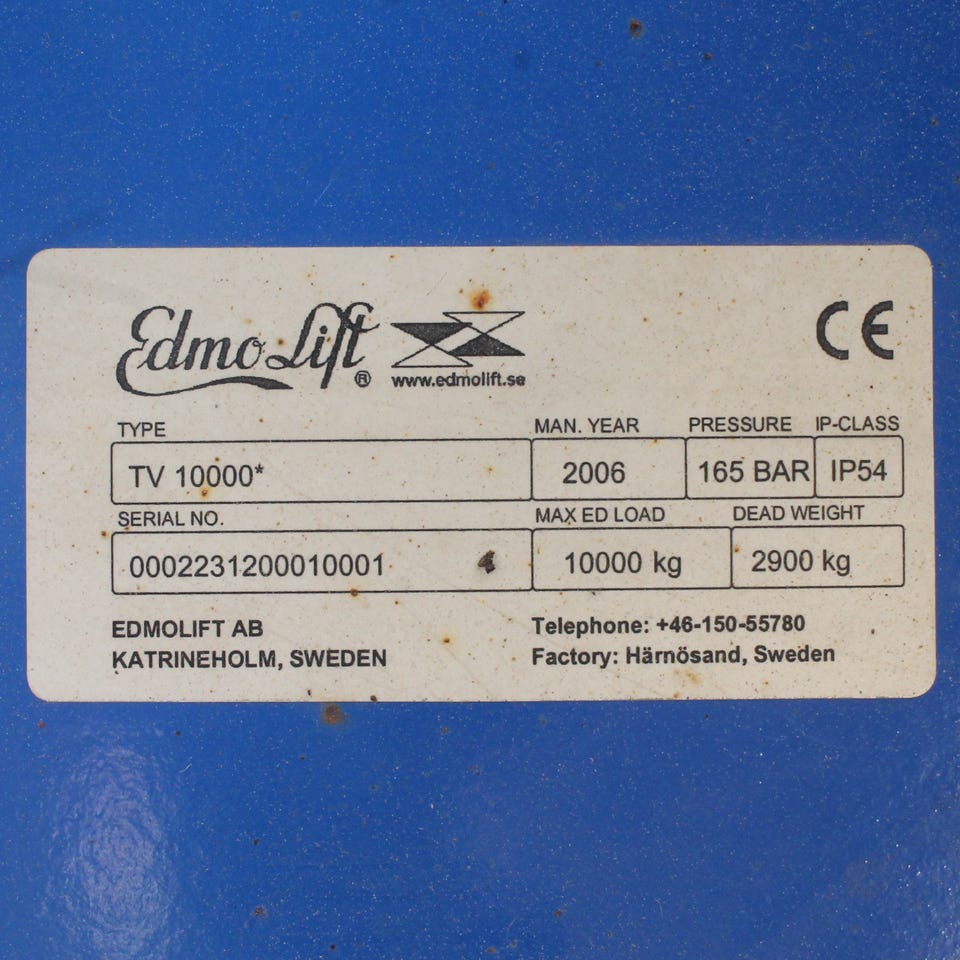 EdmoLift®
www.edmolift.se
CE
TYPE MAN. YEAR PRESSURE IP-CLASS
TV 10000* 2006 165 BAR IP54
SERIAL NO. MAX ED LOAD DEAD WEIGHT
0002231200010001 10000 kg 2900 kg
EDMOLIFT AB Telephone: +46-150-55780
KATRINEHOLM, SWEDEN Factory: Härnösand, Sweden